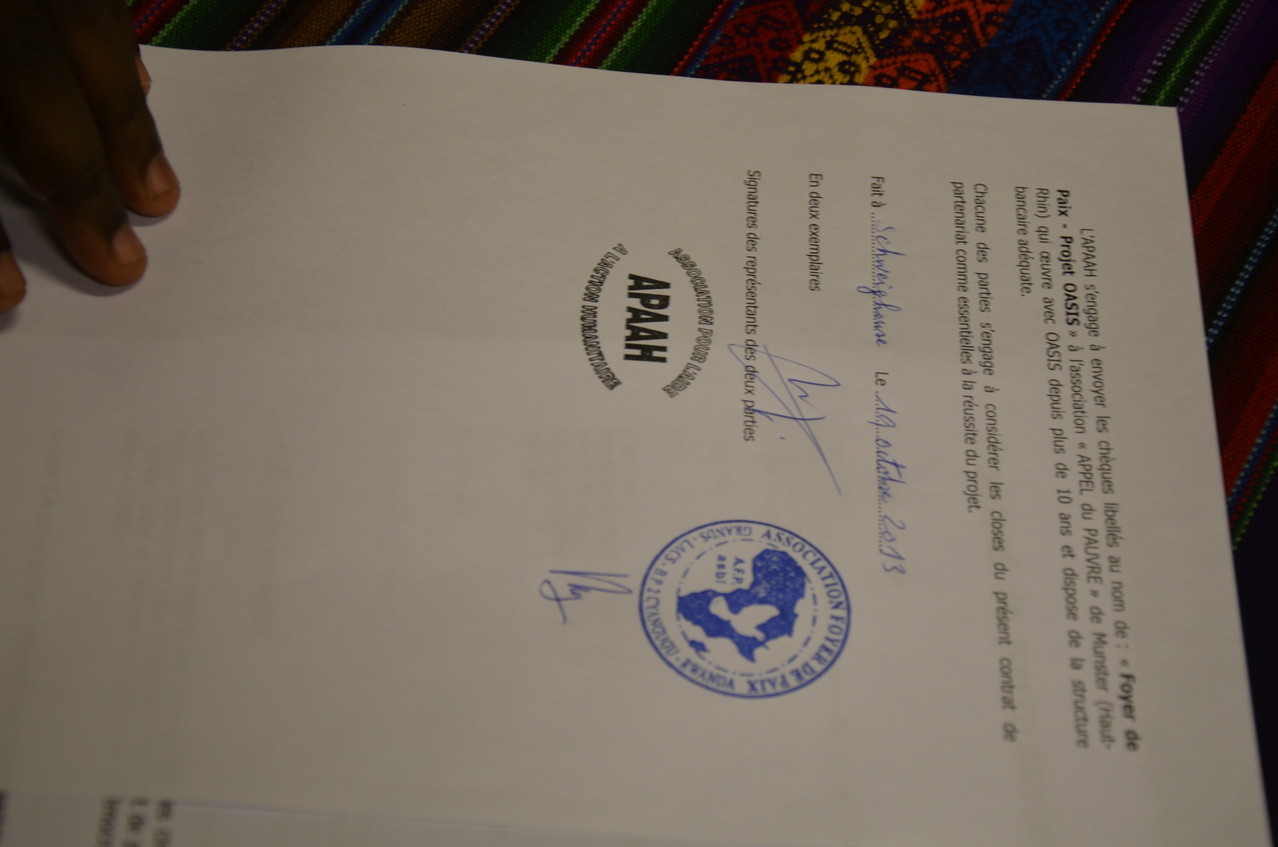 L'APAAH s'engage à envoyer les chèques libellés au nom de : « Foyer de
Paix - Projet OASIS » à l'association « APPEL du PAUVRE » de Munster (Haut-
Rhin) qui œuvre avec OASIS depuis plus de 10 ans et dispose de la structure
bancaire adéquate.
Chacune des parties s'engage à considérer les closes du présent contrat de
partenariat comme essentielles à la réussite du projet.
Fait à Schweighouse Le 19 octobre 2013
En deux exemplaires
Signatures des représentants des deux parties
ASSOCIATION POUR L'AIDE
APAAH
A L'ACTION HUMANITAIRE
ASSOCIATION FOYER DE PAIX
GRANDS-LACS-B.P 2 CYANGUGU-RWANDA
A.F.P.
asbl